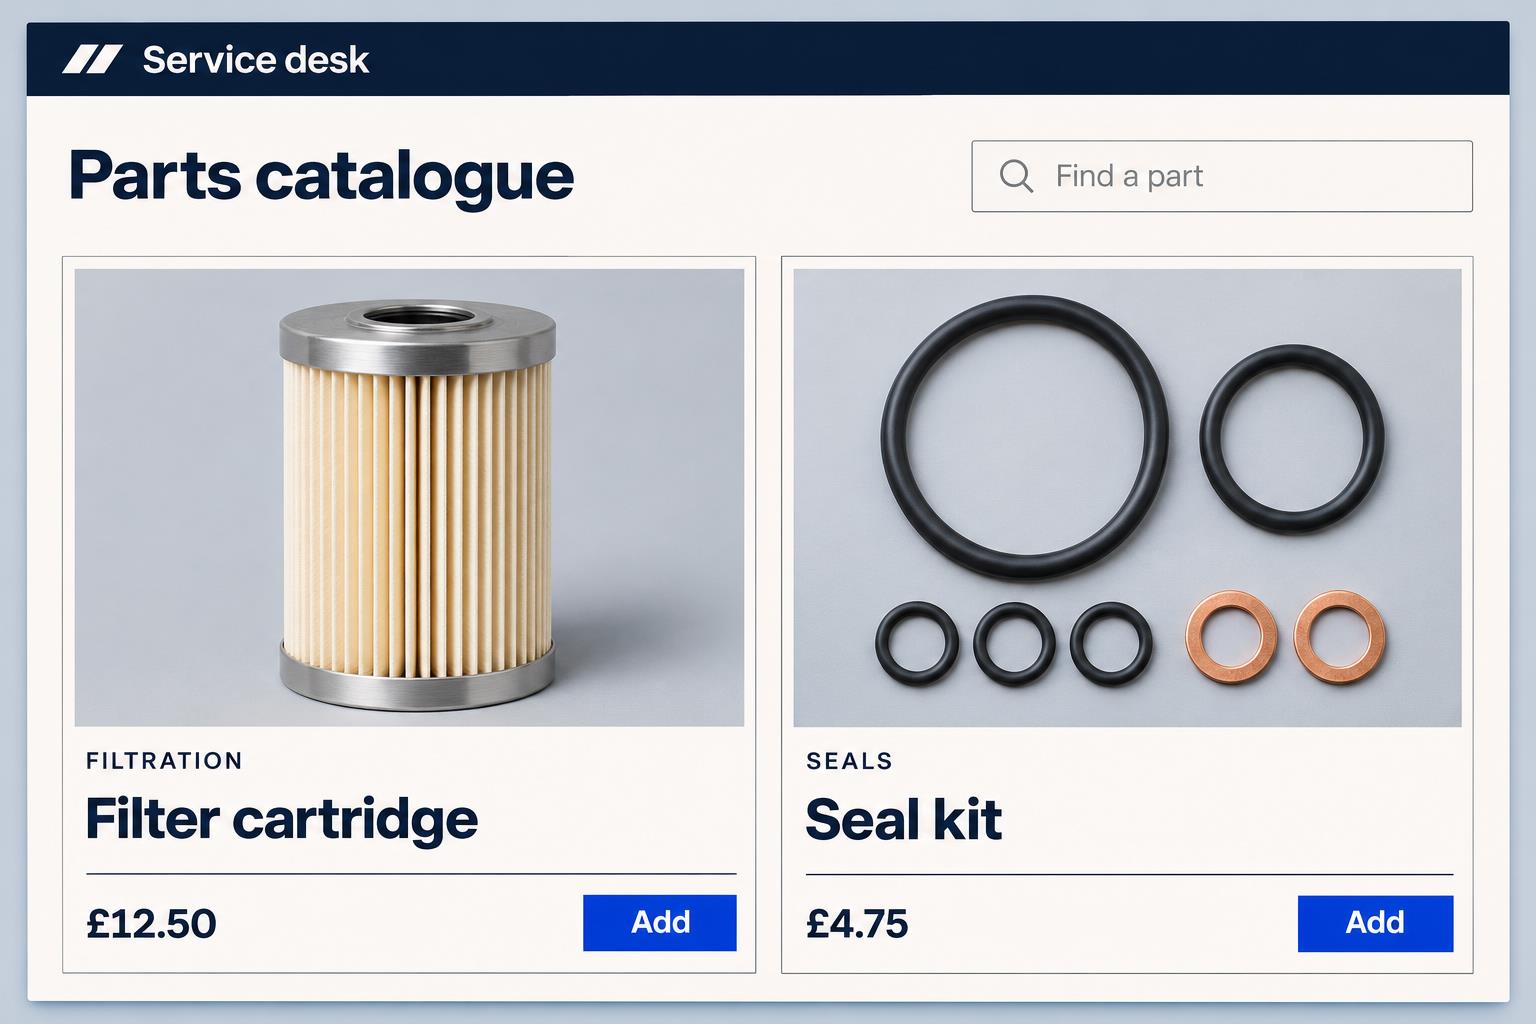 Service desk
Parts catalogue
Find a part
FILTRATION
Filter cartridge
£12.50
Add
SEALS
Seal kit
£4.75
Add